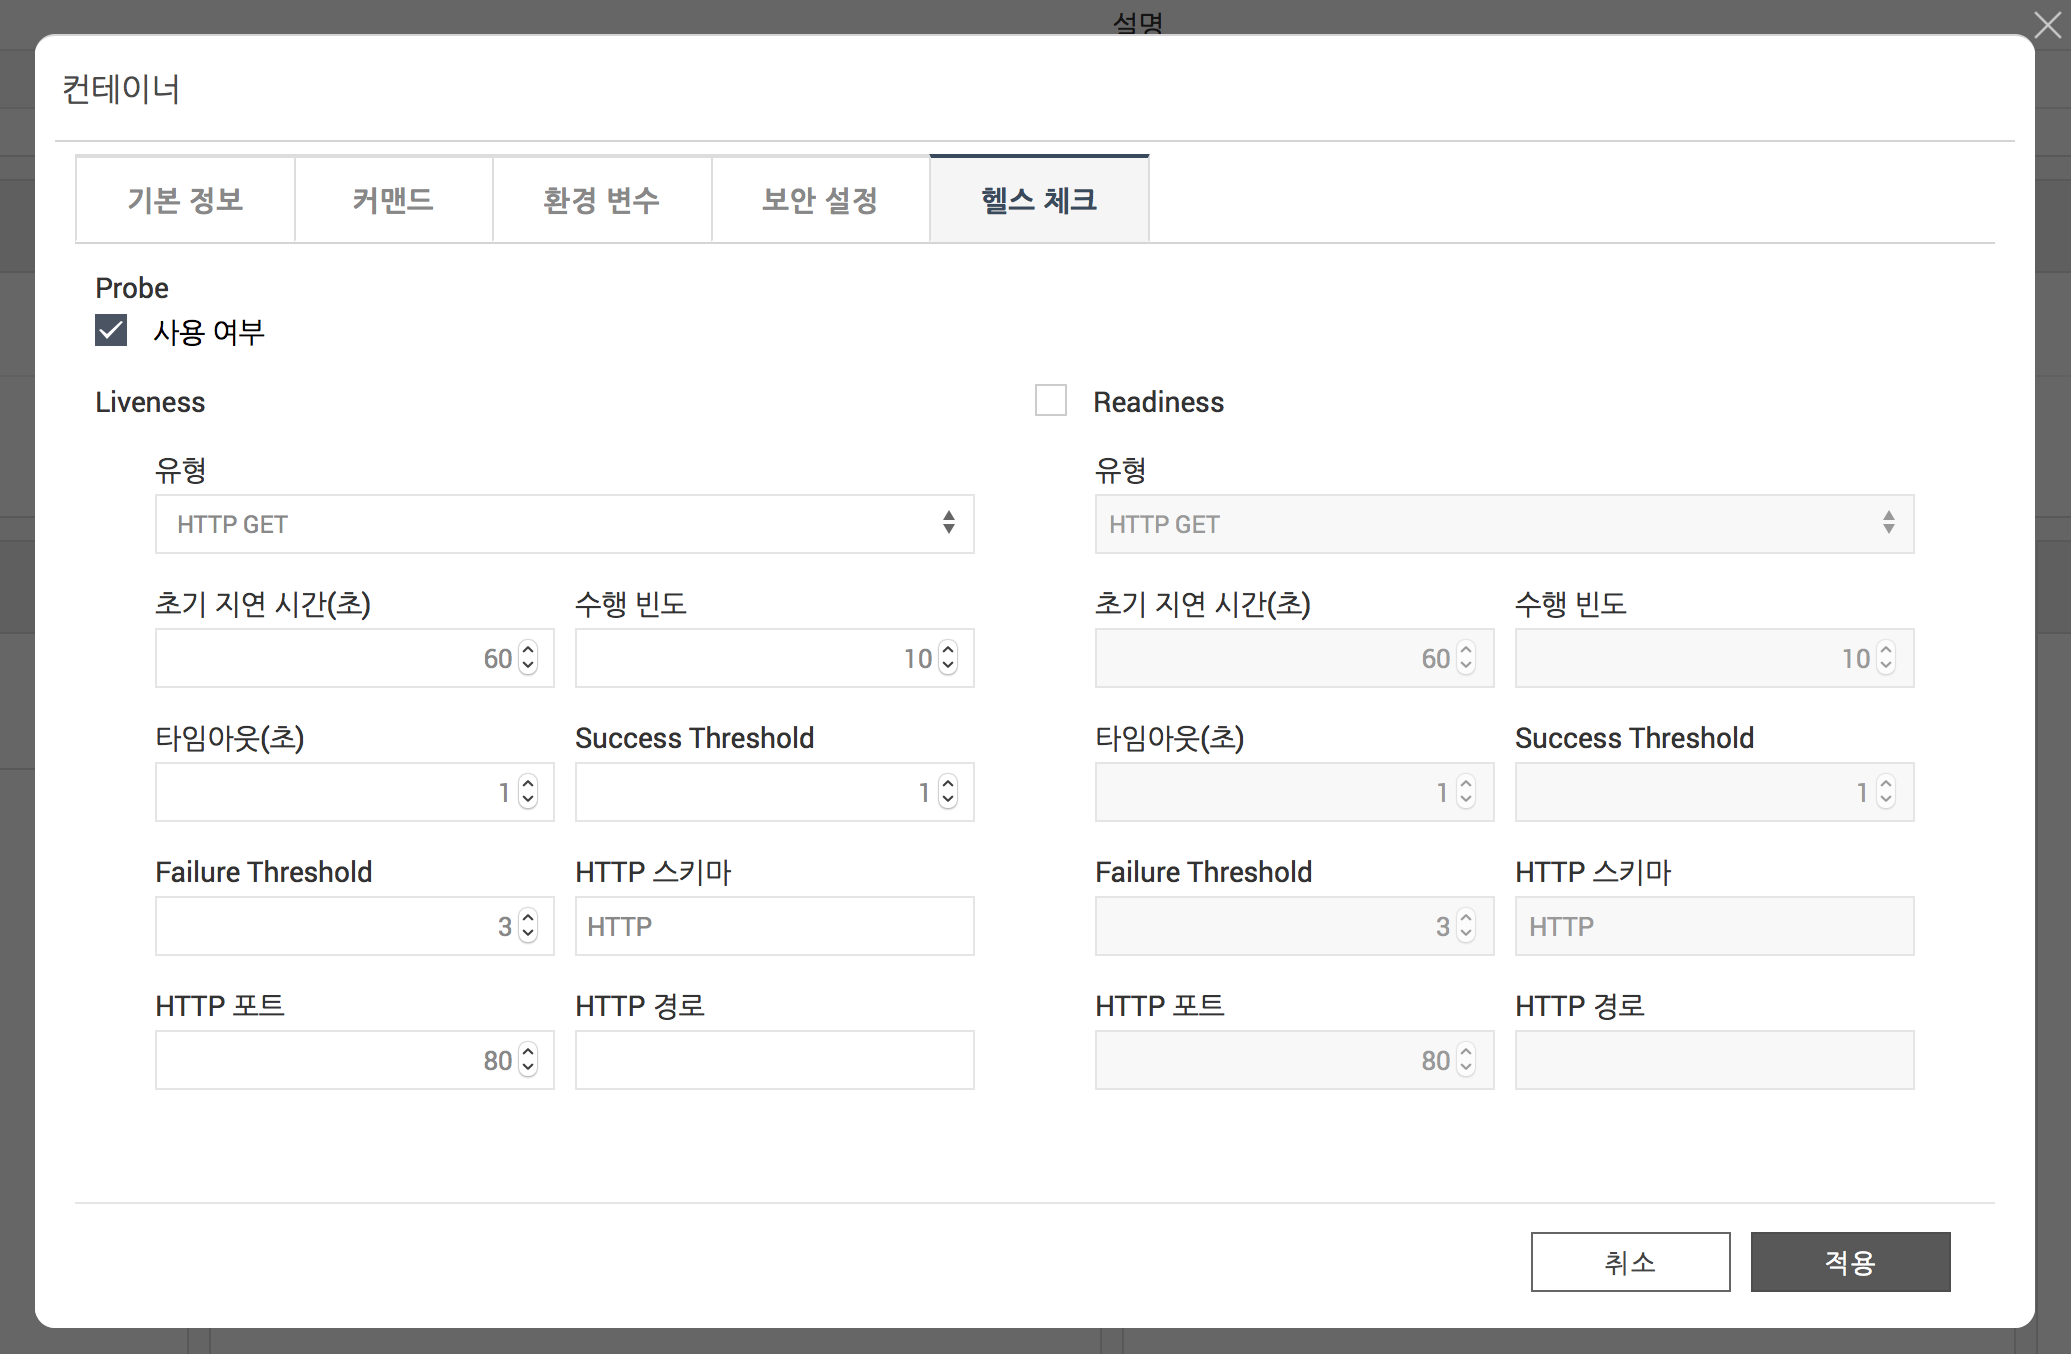 설명
컨테이너
기본 정보 커맨드 환경 변수 보안 설정 헬스 체크
Probe
사용 여부
Liveness Readiness
유형 유형
HTTP GET HTTP GET
초기 지연 시간(초) 수행 빈도 초기 지연 시간(초) 수행 빈도
60 10 60 10
타임아웃(초) Success Threshold 타임아웃(초) Success Threshold
1 1 1 1
Failure Threshold HTTP 스키마 Failure Threshold HTTP 스키마
3 HTTP 3 HTTP
HTTP 포트 HTTP 경로 HTTP 포트 HTTP 경로
80 80
취소 적용